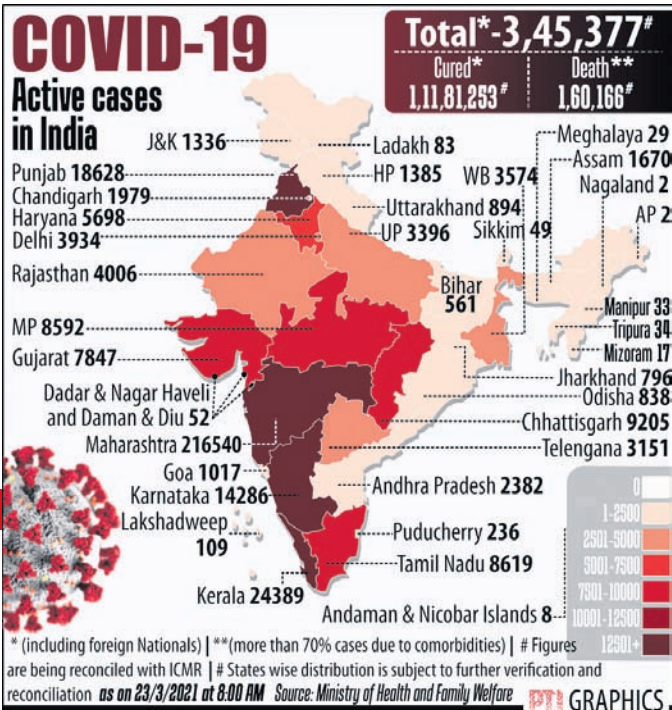 COVID-19
Active cases
in India
Total*-3,45,377#
Cured*
1,11,81,253#
Death**
1,60,166#
J&K 1336
Ladakh 83
Punjab 18628
HP 1385
Chandigarh 1979
Uttarakhand 894
Haryana 5698
UP 3396
Delhi 3934
Rajasthan 4006
WB 3574
Sikkim 49
Meghalaya 29
Assam 1670
Nagaland 2
AP 2
Bihar
561
Manipur 33
Tripura 34
Mizoram 17
MP 8592
Gujarat 7847
Jharkhand 796
Odisha 838
Dadar & Nagar Haveli
and Daman & Diu 52
Chhattisgarh 9205
Maharashtra 216540
Telengana 3151
Goa 1017
Karnataka 14286
Andhra Pradesh 2382
Lakshadweep
109
Puducherry 236
Tamil Nadu 8619
Kerala 24389
Andaman & Nicobar Islands 8
0
1-2500
2501-5000
5001-7500
7501-10000
10001-12500
12501+
* (including foreign Nationals) | **(more than 70% cases due to comorbidities) | # Figures
are being reconciled with ICMR | # States wise distribution is subject to further verification and
reconciliation as on 23/3/2021 at 8:00 AM Source: Ministry of Health and Family Welfare
PTI GRAPHICS